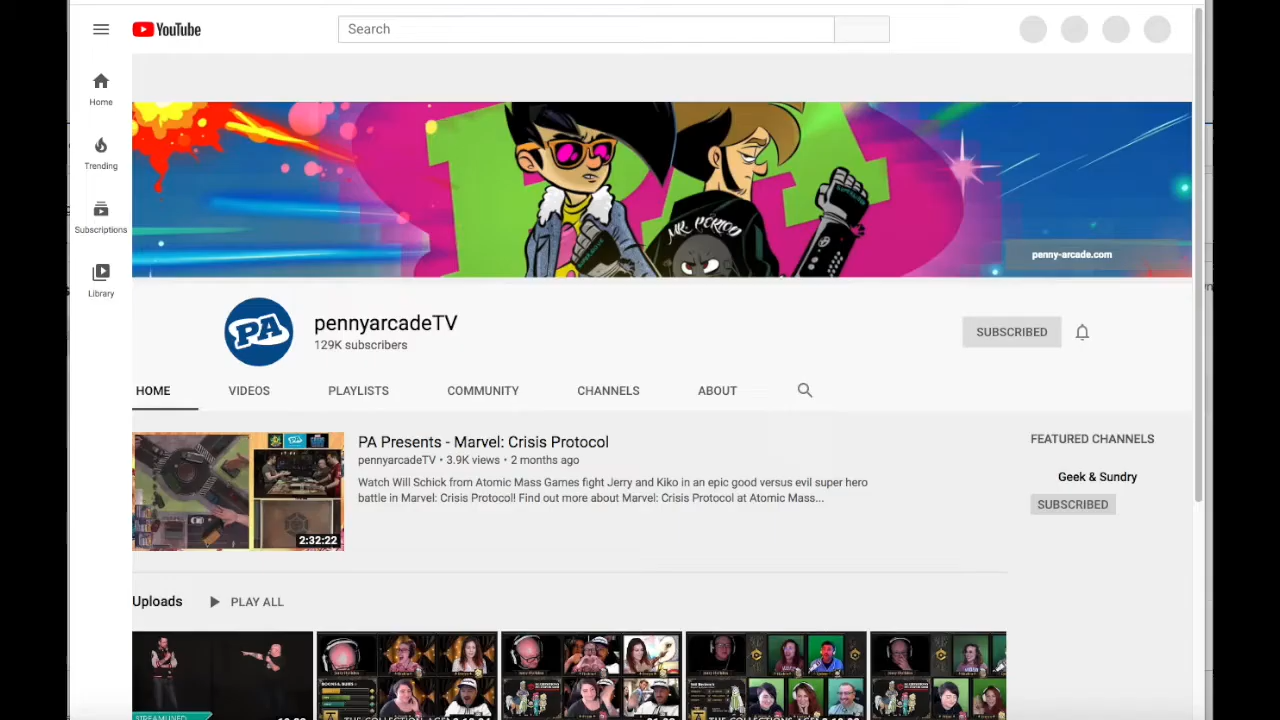 YouTube
Search
Home
Trending
Subscriptions
Library
MR. PERIOD
penny-arcade.com
PA
pennyarcadeTV
129K subscribers
SUBSCRIBED
HOME
VIDEOS
PLAYLISTS
COMMUNITY
CHANNELS
ABOUT
PA Presents - Marvel: Crisis Protocol
pennyarcadeTV • 3.9K views • 2 months ago
Watch Will Schick from Atomic Mass Games fight Jerry and Kiko in an epic good versus evil super hero
battle in Marvel: Crisis Protocol! Find out more about Marvel: Crisis Protocol at Atomic Mass...
2:32:22
FEATURED CHANNELS
Geek & Sundry
SUBSCRIBED
Uploads
PLAY ALL